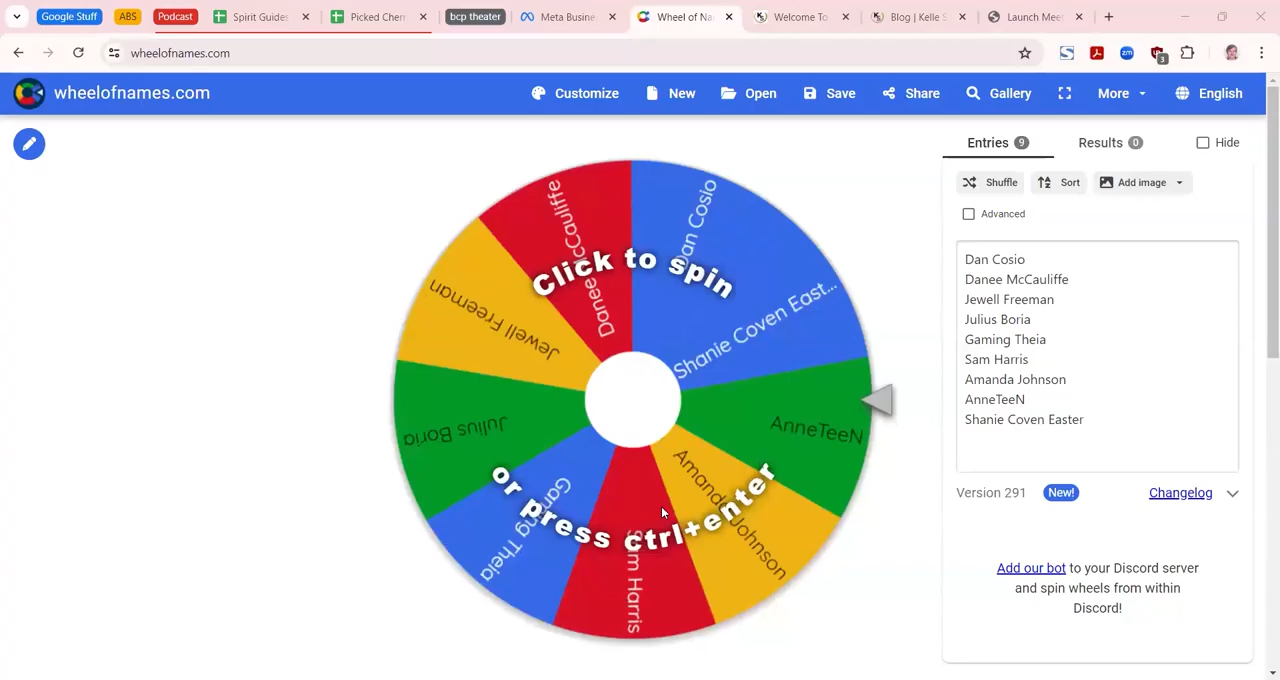 Google Stuff
ABS
Podcast
Spirit Guides
Picked Cherr
bcp theater
Meta Busine
Wheel of Na
Welcome To
Blog | Kelle S
Launch Mee
wheelofnames.com
3
wheelofnames.com
Customize
New
Open
Save
Share
Gallery
More
English
Entries 9
Results 0
Hide
Shuffle
Sort
Add image
Advanced
Dan Cosio
Danee McCauliffe
Jewell Freeman
Julius Boria
Gaming Theia
Sam Harris
Amanda Johnson
AnneTeeN
Shanie Coven Easter
Version 291
New!
Changelog
Add our bot to your Discord server
and spin wheels from within
Discord!
Click to spin
or press ctrl+enter
Dan Cosio
Shanie Coven East...
AnneTeeN
Amanda Johnson
Sam Harris
Gaming Theia
Julius Boria
Jewell Freeman
Danee McCauliffe